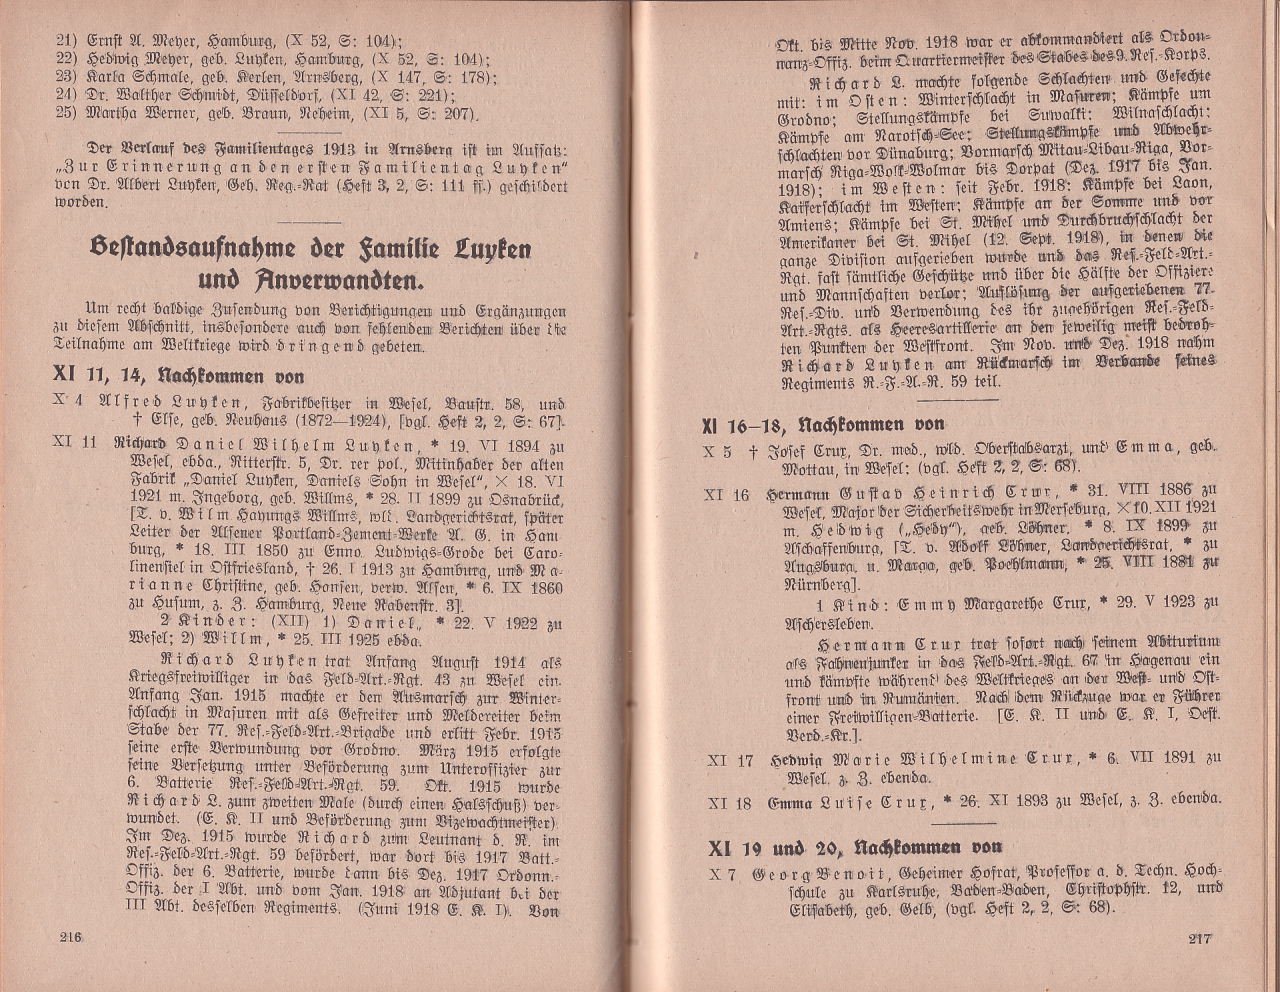 21) Ernst A. Meyer, Hamburg, (X 52, S: 104);
22) Hedwig Meyer, geb. Luyken, Hamburg, (X 52, S: 104);
23) Karla Schmale, geb. Kerlen, Arnsberg, (X 147, S: 178);
24) Dr. Walther Schmidt, Düsseldorf, (XI 42, S: 221);
25) Martha Werner, geb. Braun, Neheim, (XI 5, S: 207).
Der Verlauf des Familientages 1913 in Arnsberg ist im Aufsatz:
„Zur Erinnerung an den ersten Familientag Luyken“
von Dr. Albert Luyken, Geh. Reg.-Rat (Heft 3, 2, S: 111 ff.) geschildert
worden.
Bestandsaufnahme der Familie Luyken
und Anverwandten.
Um recht baldige Zusendung von Berichtigungen und Ergänzungen
zu diesem Abschnitt, insbesondere auch von fehlenden Berichten über die
Teilnahme am Weltkriege wird dringend gebeten.
XI 11, 14, Nachkommen von
X 4 Alfred Luyken, Fabrikbesitzer in Wesel, Baustr. 58, und
† Else, geb. Neuhaus (1872—1924), [vgl. Heft 2, 2, S: 67].
XI 11 Richard Daniel Wilhelm Luyken, * 19. VI 1894 zu
Wesel, ebda., Ritterstr. 5, Dr. rer pol., Mitinhaber der alten
Fabrik „Daniel Luyken, Daniels Sohn in Wesel“, ⚔ 18. VI
1921 m. Ingeborg, geb. Willms, * 28. II 1899 zu Osnabrück,
[T. v. Wilm Hayungs Willms, wll. Landgerichtsrat, später
Leiter der Alsener Portland-Zement-Werke A. G. in Ham
burg, * 18. III 1850 zu Enno Ludwigs-Grode bei Caro-
linensiel in Ostfriesland, † 26. I 1913 zu Hamburg, und Ma-
rianne Christine, geb. Honsen, verw. Alsen, * 6. IX 1860
zu Husum, z. Z. Hamburg, Neue Rabenstr. 3].
2 Kinder: (XII) 1) Daniel, * 22. V 1922 zu
Wesel; 2) Willm, * 25. III 1925 ebda.
Richard Luyken trat Anfang August 1914 als
Kriegsfreiwilliger in das Feld-Art.-Rgt. 43 zu Wesel ein.
Anfang Jan. 1915 machte er den Ausmarsch zur Winter-
schlacht in Masuren mit als Gefreiter und Meldereiter beim
Stabe der 77. Res.-Feld-Art.-Brigade und erlitt Febr. 1915
seine erste Verwundung vor Grodno. März 1915 erfolgte
seine Versetzung unter Beförderung zum Unteroffizier zur
6. Batterie Res.-Feld-Art.-Rgt. 59. Okt. 1915 wurde
Richard L. zum zweiten Male (durch einen Halsschuß) ver-
wundet. (E. K. II und Beförderung zum Vizewachtmeister)
Im Dez. 1915 wurde Richard zum Leutnant d. R. im
Res.-Feld-Art.-Rgt. 59 befördert, war dort bis 1917 Batt.-
Offiz. der 6. Batterie, wurde dann bis Dez. 1917 Ordonn.-
Offiz. der I Abt. und vom Jan. 1918 an Adjutant bei der
III Abt. desselben Regiments. (Juni 1918 E. K. I). Von
216
Okt. bis Mitte Nov. 1918 war er abkommandiert als Ordon-
nanz-Offiz. beim Quartiermeister des Stabes des 9. Res.-Korps.
Richard L. machte folgende Schlachten und Gefechte
mit: im Osten: Winterschlacht in Masuren; Kämpfe um
Grodno; Stellungskämpfe bei Suwalki; Wilnaschlacht;
Kämpfe am Narotsch-See; Stellungskämpfe und Abwehr-
schlachten vor Dünaburg; Vormarsch Mitau-Libau-Riga, Vor-
marsch Riga-Wolk-Wolmar bis Dorpat (Dez. 1917 bis Jan.
1918); im Westen: seit Febr. 1918: Kämpfe bei Laon,
Kaiserschlacht im Westen; Kämpfe an der Somme und vor
Amiens; Kämpfe bei St. Mihel und Durchbruchschlacht der
Amerikaner bei St. Mihel (12. Sept. 1918), in denen die
ganze Division aufgerieben wurde und das Res.-Feld-Art.-
Rgt. fast sämtliche Geschütze und über die Hälfte der Offiziere
und Mannschaften verlor; Auflösung der aufgeriebenen 77.
Res.-Div. und Verwendung des ihr zugehörigen Res.-Feld-
Art.-Rgts. als Heeresartillerie an den jeweilig meist bedroh-
ten Punkten der Westfront. Im Nov. und Dez. 1918 nahm
Richard Luyken am Rückmarsch im Verbande seines
Regiments R.-F.-A.-R. 59 teil.
XI 16-18, Nachkommen von
X 5 † Josef Crux, Dr. med., wld. Oberstabsarzt, und Emma, geb.
Mottau, in Wesel: (vgl. Heft 2, 2, S: 68).
XI 16 Hermann Gustav Heinrich Crux, * 31. VIII 1886 zu
Wesel, Major der Sicherheitswehr in Merseburg, ⚔ 10. XII 1921
m. Hedwig („Hedy“), geb. Löhner, * 8. IX 1899 zu
Aschaffenburg, [T. v. Adolf Löhner, Landgerichtsrat, * zu
Augsburg, u. Marga, geb. Poehlmann, * 25. VIII 1881 zu
Nürnberg].
1 Kind: Emmy Margarethe Crux, * 29. V 1923 zu
Aschersleben.
Hermann Crux trat sofort nach seinem Abiturium
als Fahnenjunker in das Feld-Art.-Rgt. 67 in Hagenau ein
und kämpfte während des Weltkrieges an der West- und Ost-
front und in Rumänien. Nach dem Rückzuge war er Führer
einer Freiwilligen-Batterie. [E. K. II und E. K. I, Oest.
Verd.-Kr.].
XI 17 Hedwig Marie Wilhelmine Crux, * 6. VII 1891 zu
Wesel, z. Z. ebenda.
XI 18 Emma Luise Crux, * 26. XI 1893 zu Wesel, z. Z. ebenda.
XI 19 und 20, Nachkommen von
X 7 Georg Benoit, Geheimer Hofrat, Professor a. d. Techn. Hoch-
schule zu Karlsruhe, Baden-Baden, Christophstr. 12, und
Elisabeth, geb. Gelb, (vgl. Heft 2, 2, S: 68).
217